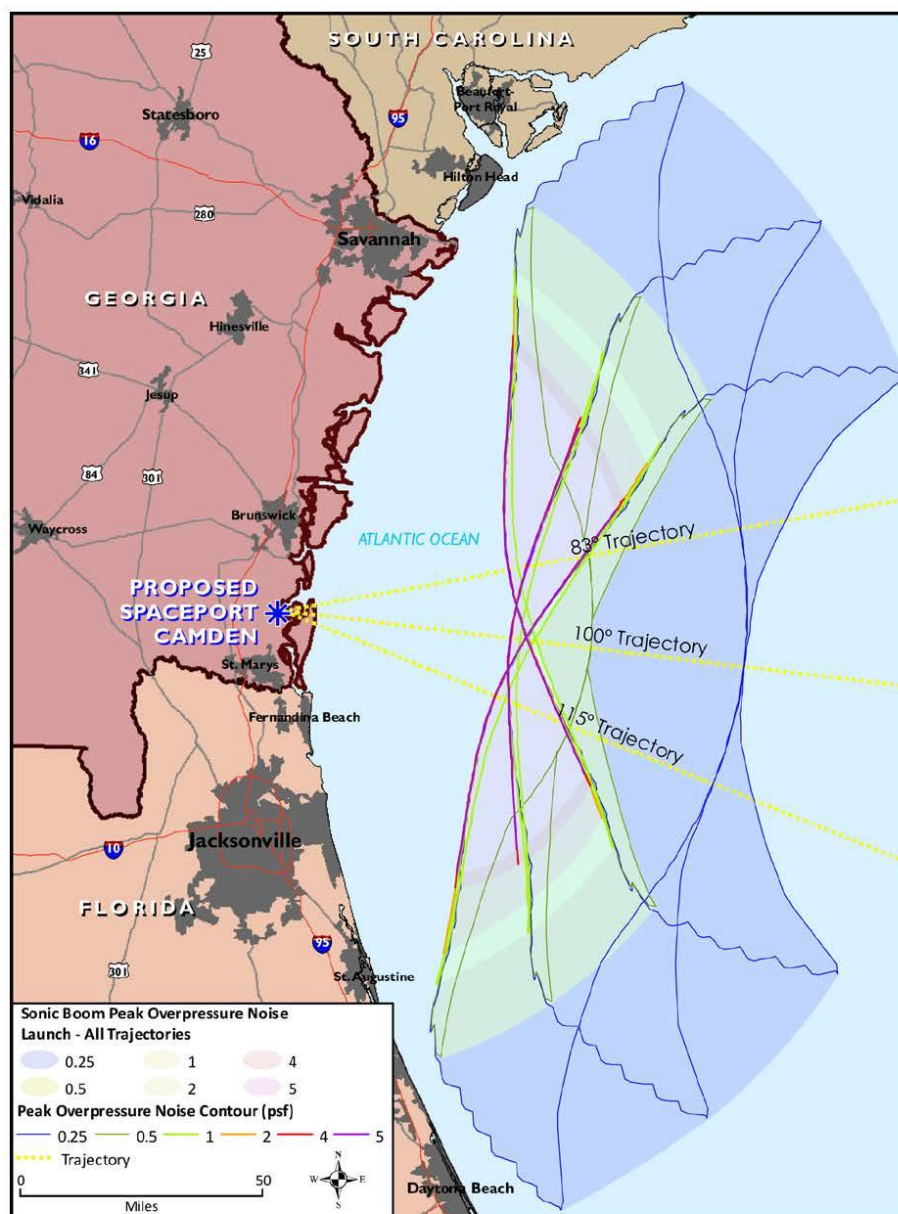 SOUTH CAROLINA
25
Statesboro
Beaufort-
Port Royal
95
16
Hilton Head
Vidalia
280
Savannah
GEORGIA
Hinesville
341
Jesup
84
301
Brunswick
Waycross
ATLANTIC OCEAN
83° Trajectory
PROPOSED
SPACEPORT
CAMDEN
100° Trajectory
St. Marys
115° Trajectory
Fernandina Beach
10
Jacksonville
FLORIDA
95
301
St. Augustine
Sonic Boom Peak Overpressure Noise
Launch - All Trajectories
0.25 1 4
0.5 2 5
Peak Overpressure Noise Contour (psf)
0.25 0.5 1 2 4 5
Trajectory
N
W E
S
0 50
Miles
Daytona Beach